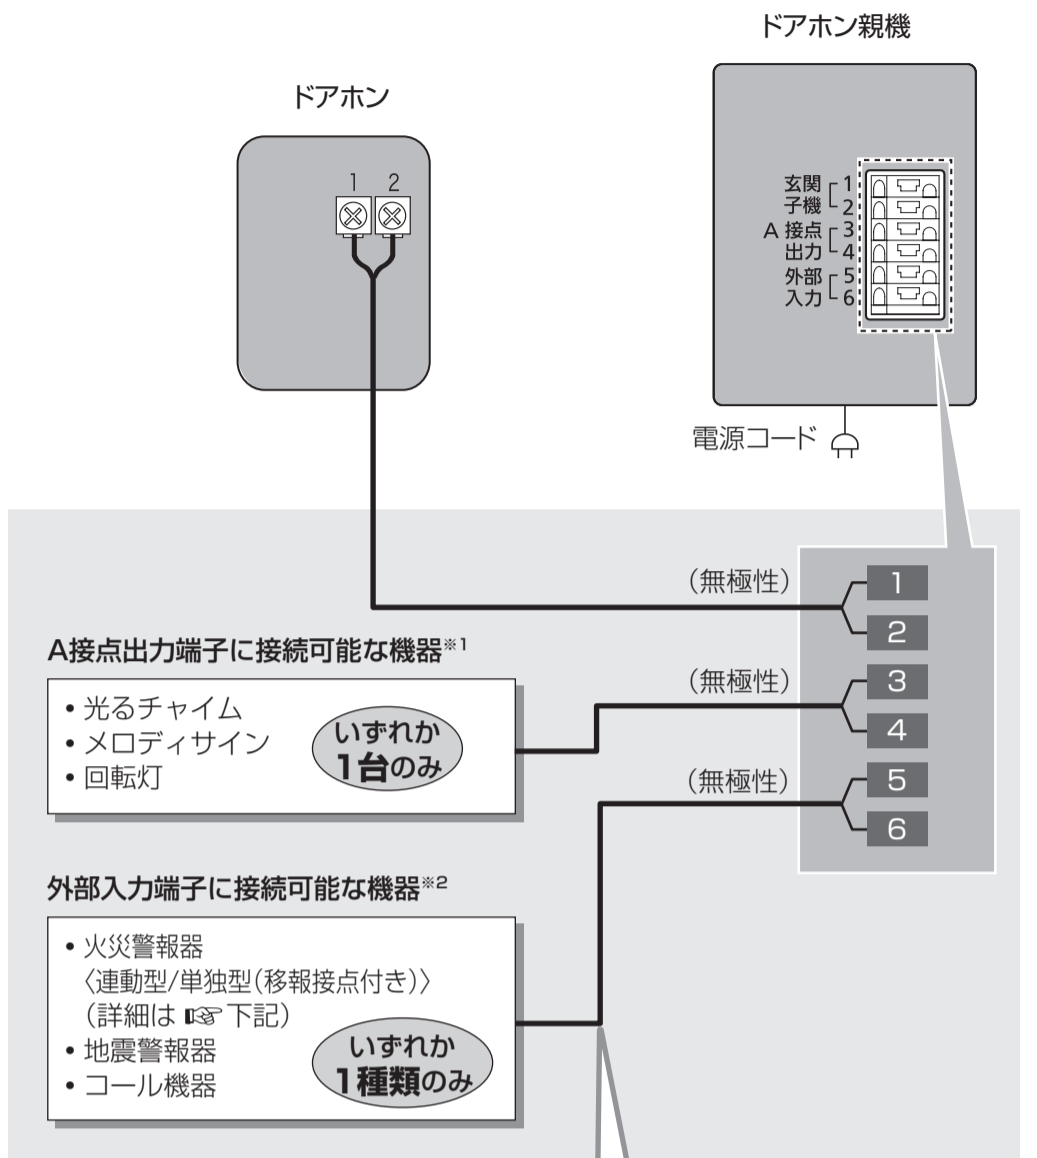 ドアホン親機
ドアホン
1 2
玄関 1
子機 2
A 接点 3
出力 4
外部 5
入力 6
電源コード
（無極性） 1
2
A接点出力端子に接続可能な機器※1
（無極性） 3
• 光るチャイム
• メロディサイン
• 回転灯
いずれか
1台のみ
4
（無極性） 5
6
外部入力端子に接続可能な機器※2
• 火災警報器
〈連動型/単独型（移報接点付き）〉
（詳細は ☞ 下記）
• 地震警報器
• コール機器
いずれか
1種類のみ